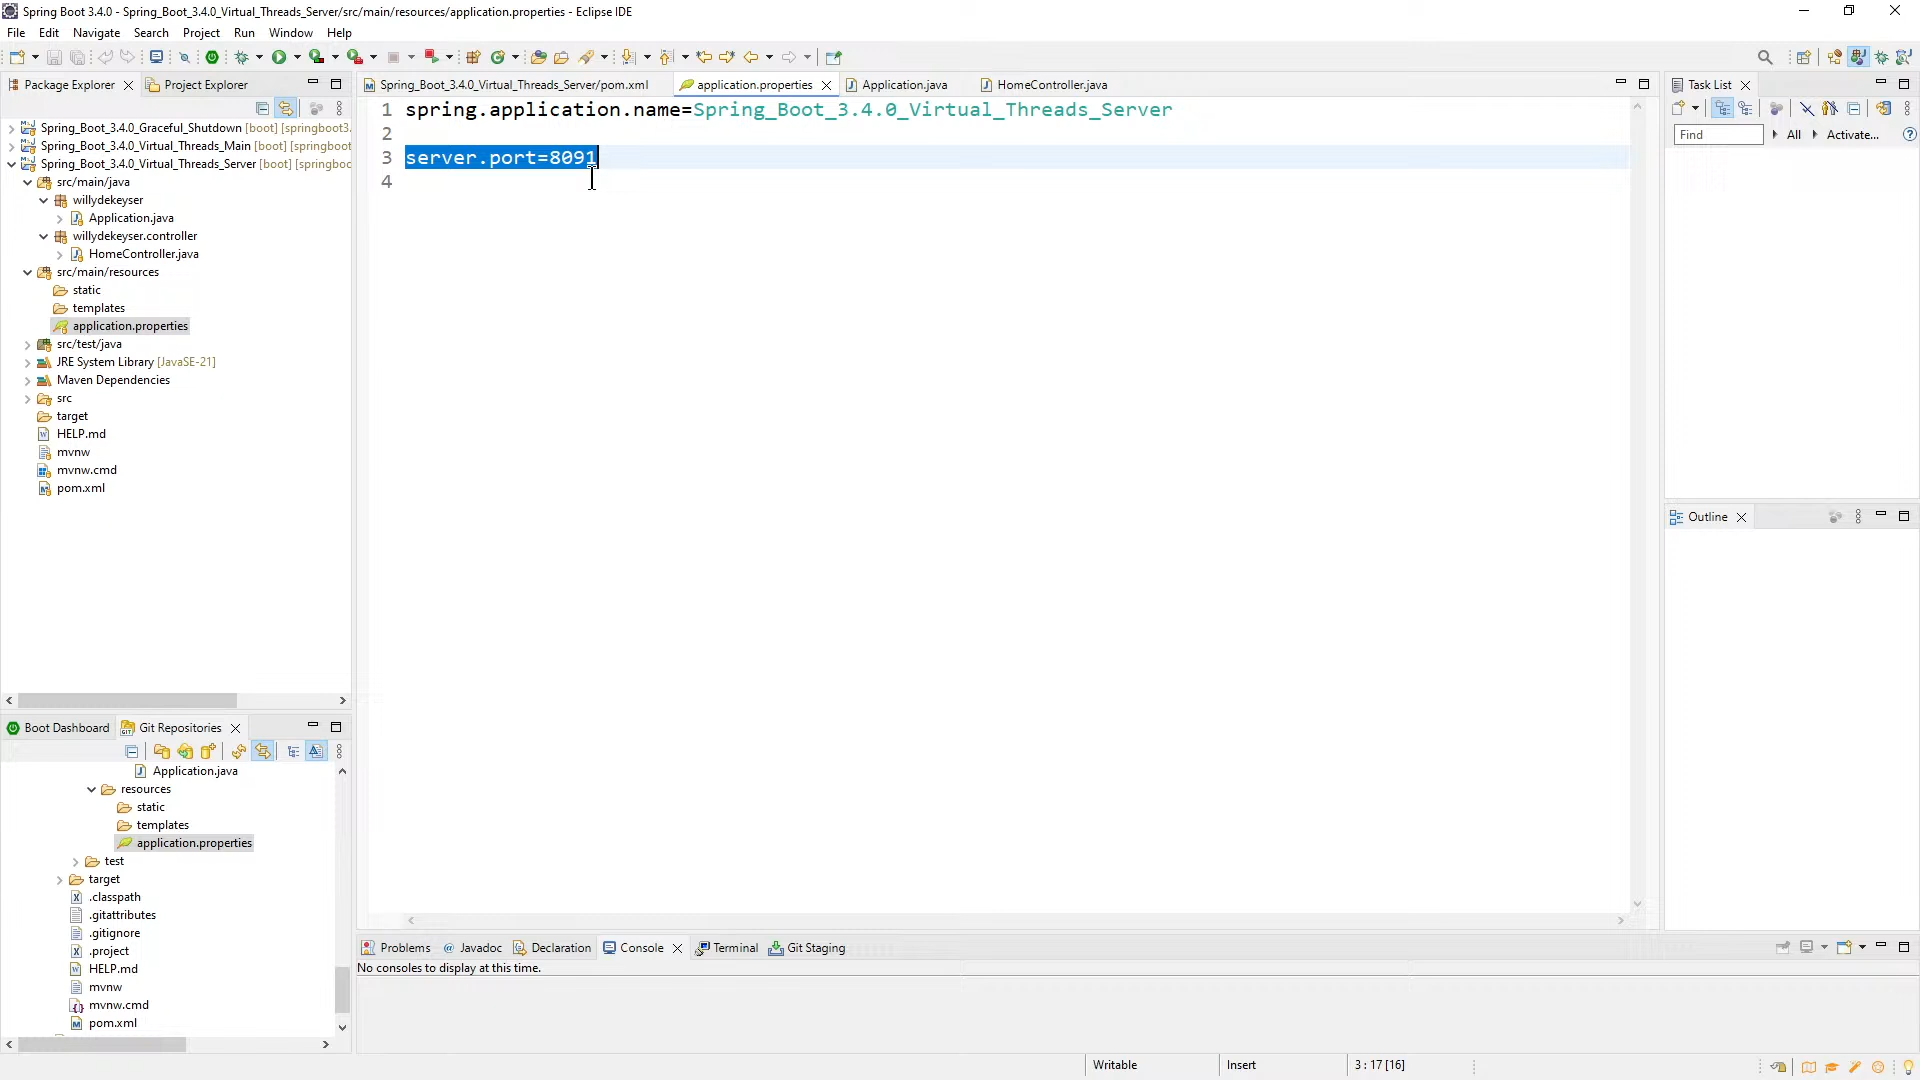 Spring Boot 3.4.0 - Spring_Boot_3.4.0_Virtual_Threads_Server/src/main/resources/application.properties - Eclipse IDE
File Edit Navigate Search Project Run Window Help
Package Explorer
Project Explorer
Spring_Boot_3.4.0_Graceful_Shutdown [boot] [springboot3.
Spring_Boot_3.4.0_Virtual_Threads_Main [boot] [springboo
Spring_Boot_3.4.0_Virtual_Threads_Server [boot] [springboc
src/main/java
willydekeyser
Application.java
willydekeyser.controller
HomeController.java
src/main/resources
static
templates
application.properties
src/test/java
JRE System Library [JavaSE-21]
Maven Dependencies
src
target
HELP.md
mvnw
mvnw.cmd
pom.xml
Boot Dashboard
Git Repositories
Application.java
resources
static
templates
application.properties
test
target
.classpath
.gitattributes
.gitignore
.project
HELP.md
mvnw
mvnw.cmd
pom.xml
Spring_Boot_3.4.0_Virtual_Threads_Server/pom.xml
application.properties
Application.java
HomeController.java
1 spring.application.name=Spring_Boot_3.4.0_Virtual_Threads_Server
2
3 server.port=8091
4
Problems
Javadoc
Declaration
Console
Terminal
Git Staging
No consoles to display at this time.
Task List
Find
All
Activate...
Outline
Writable
Insert
3 : 17 [16]